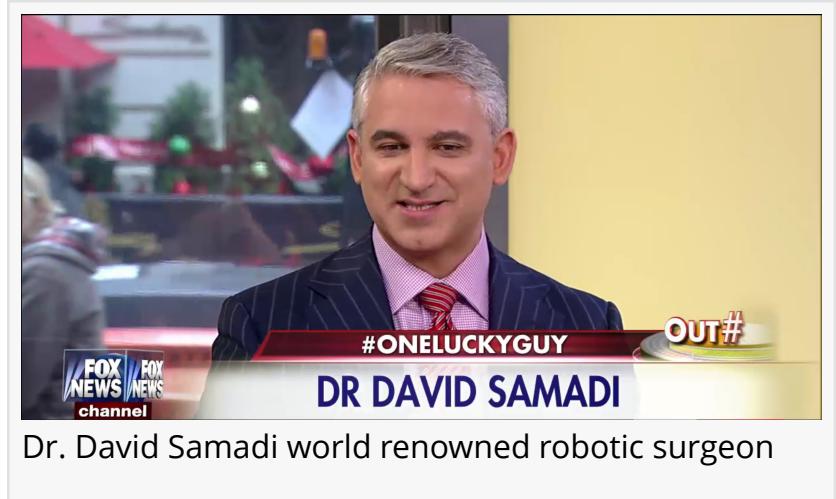 #ONELUCKYGUY
OUT#
FOX NEWS
FOX NEWS
channel
DR DAVID SAMADI
Dr. David Samadi world renowned robotic surgeon